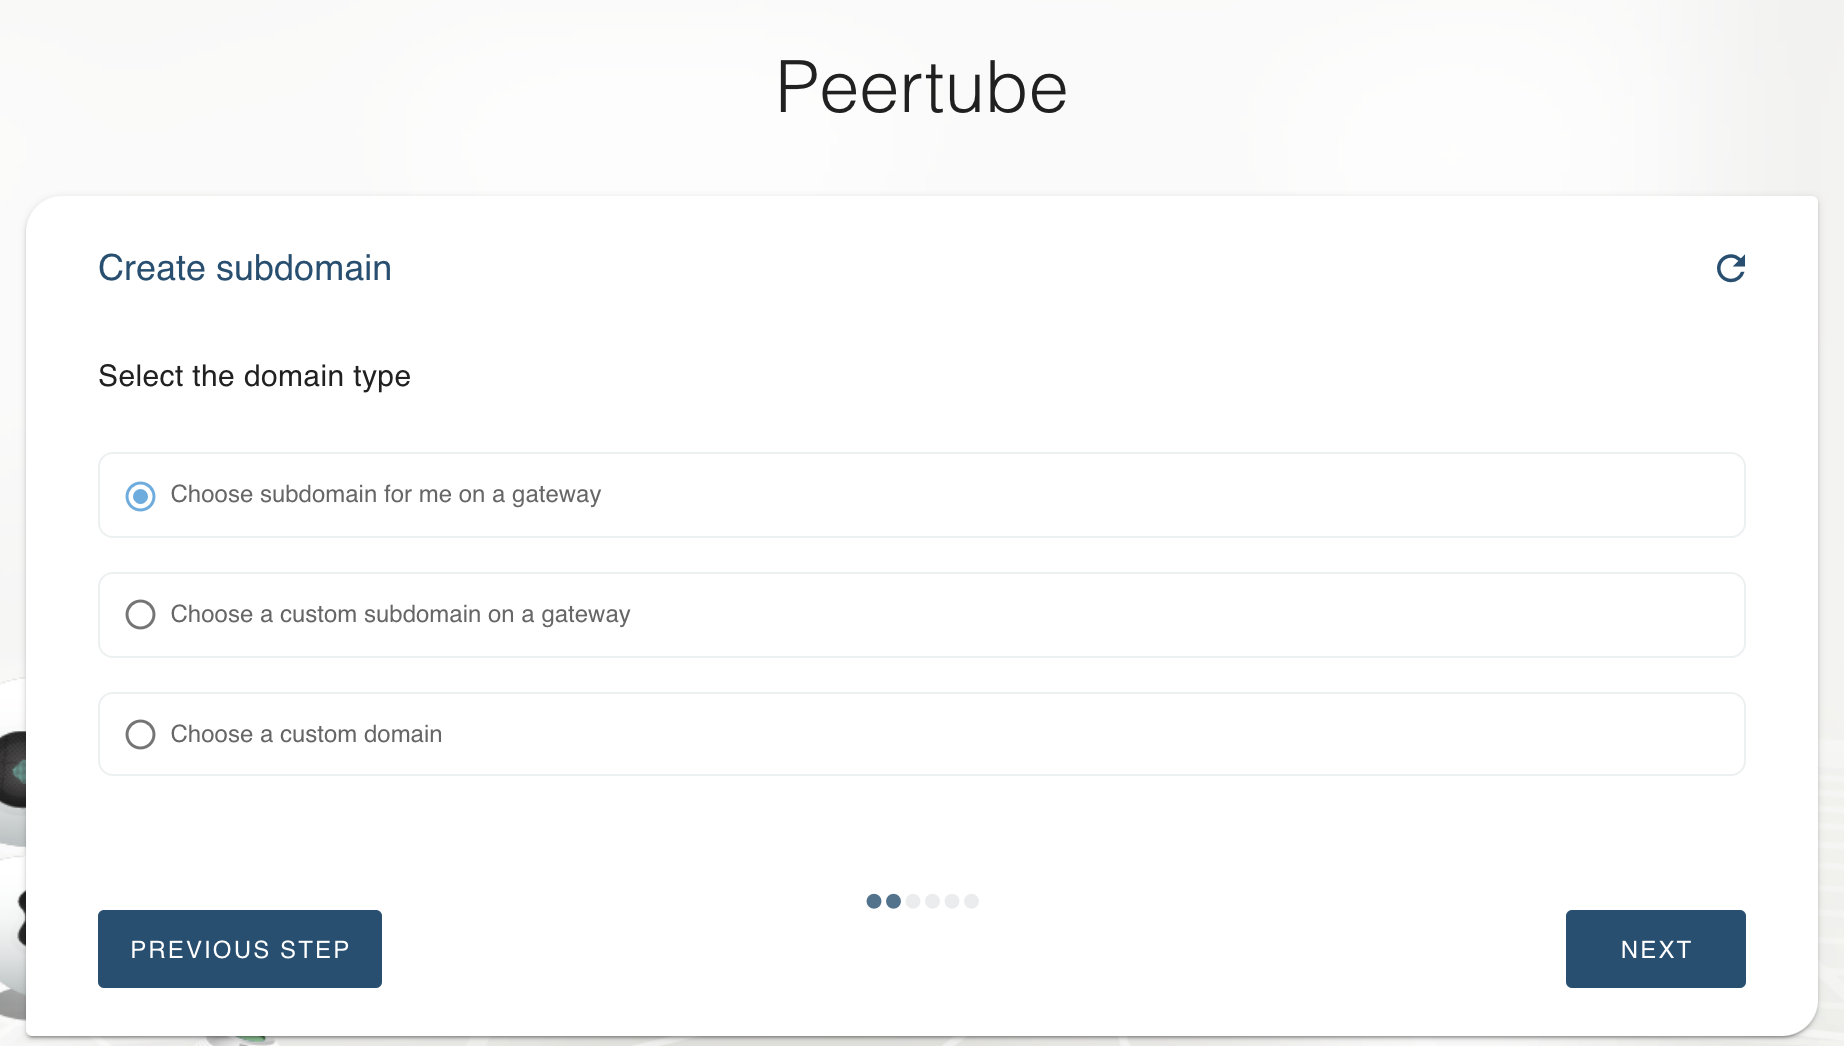 Peertube
Create subdomain
Select the domain type
Choose subdomain for me on a gateway
Choose a custom subdomain on a gateway
Choose a custom domain
PREVIOUS STEP
NEXT